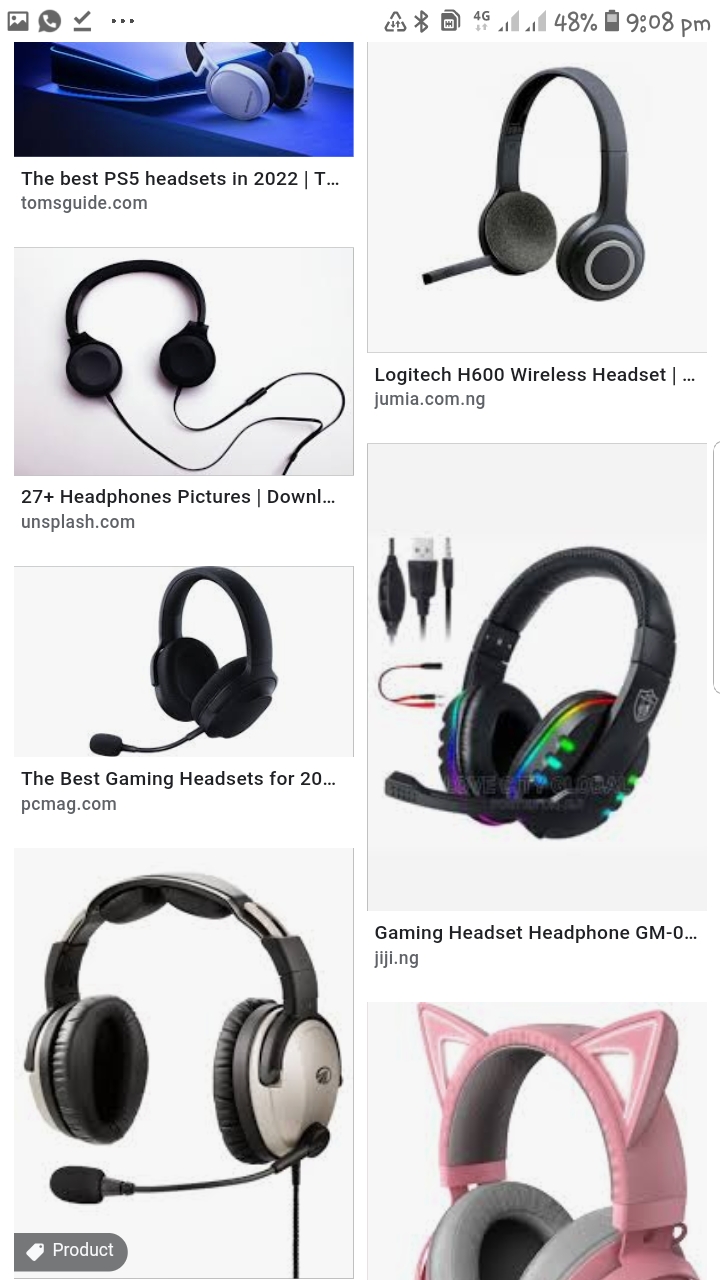 4G 48% 9:08 pm
The best PS5 headsets in 2022 | T...
tomsguide.com
27+ Headphones Pictures | Downl...
unsplash.com
The Best Gaming Headsets for 20...
pcmag.com
Product
Logitech H600 Wireless Headset | ...
jumia.com.ng
LOVE CITY GLOBAL
Gaming Headset Headphone GM-0...
jiji.ng